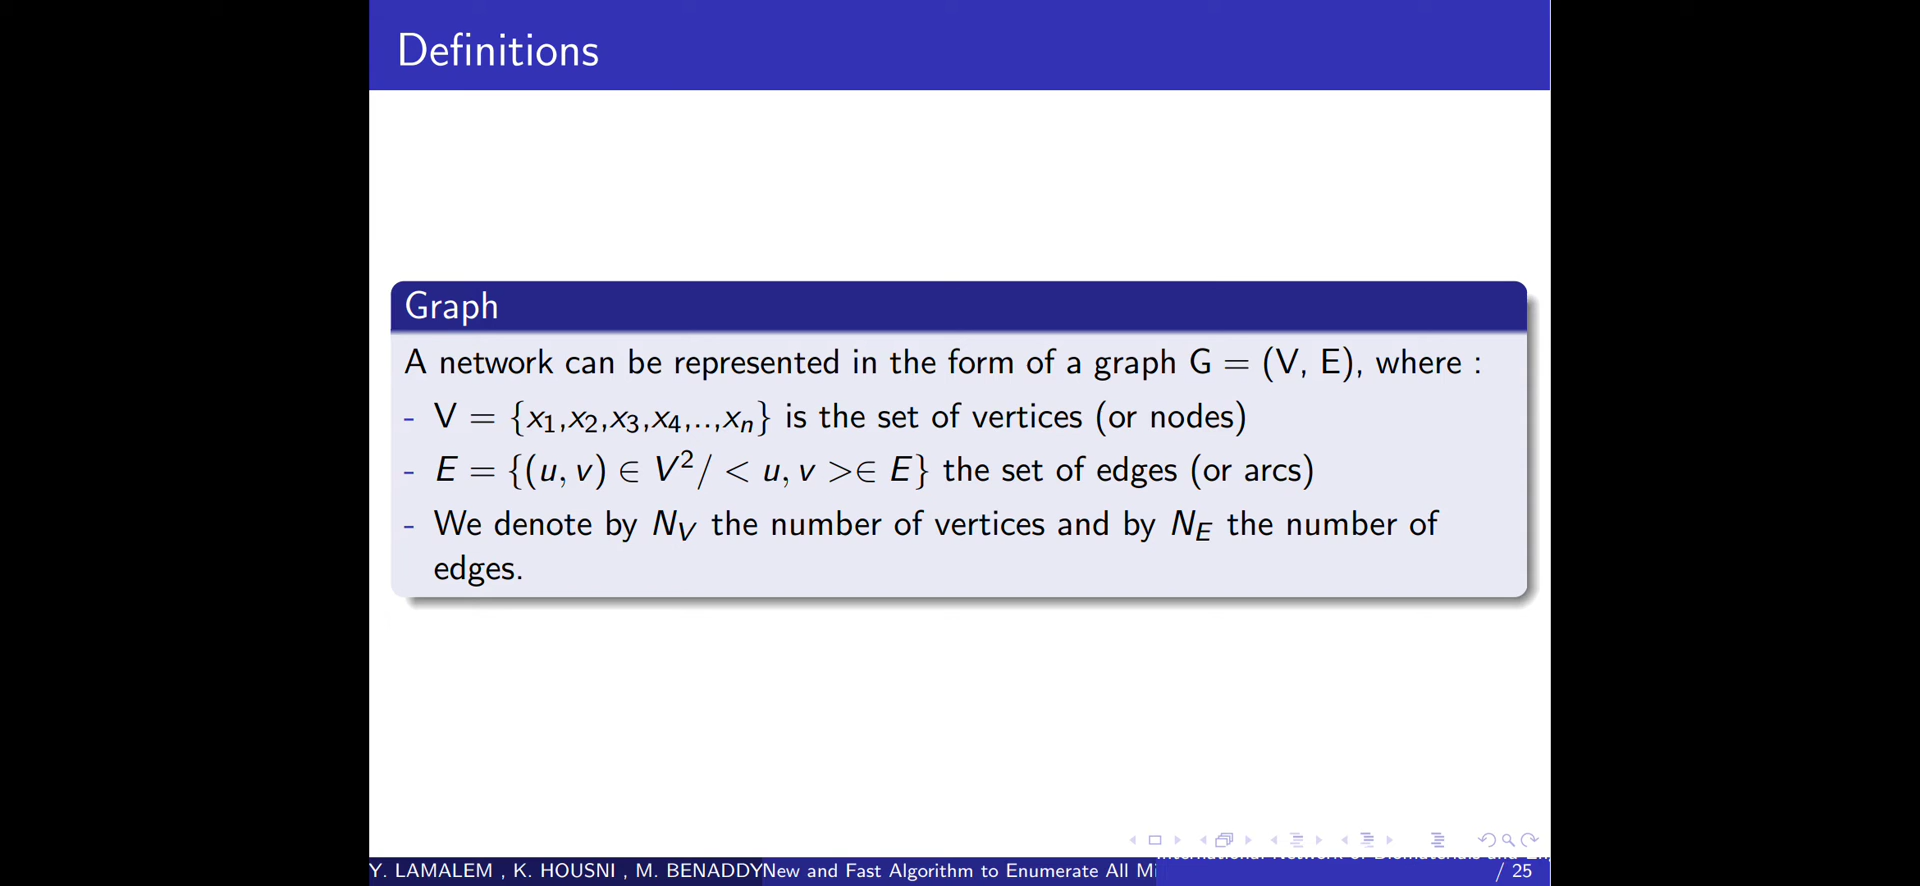 Definitions
Graph
A network can be represented in the form of a graph G = (V, E), where :
- V = {x₁,x₂,x₃,x₄,..,xₙ} is the set of vertices (or nodes)
- E = {(u, v) ∈ V²/ < u, v >∈ E} the set of edges (or arcs)
- We denote by N_V the number of vertices and by N_E the number of
edges.
Y. LAMALEM , K. HOUSNI , M. BENADDY New and Fast Algorithm to Enumerate All Mi / 25